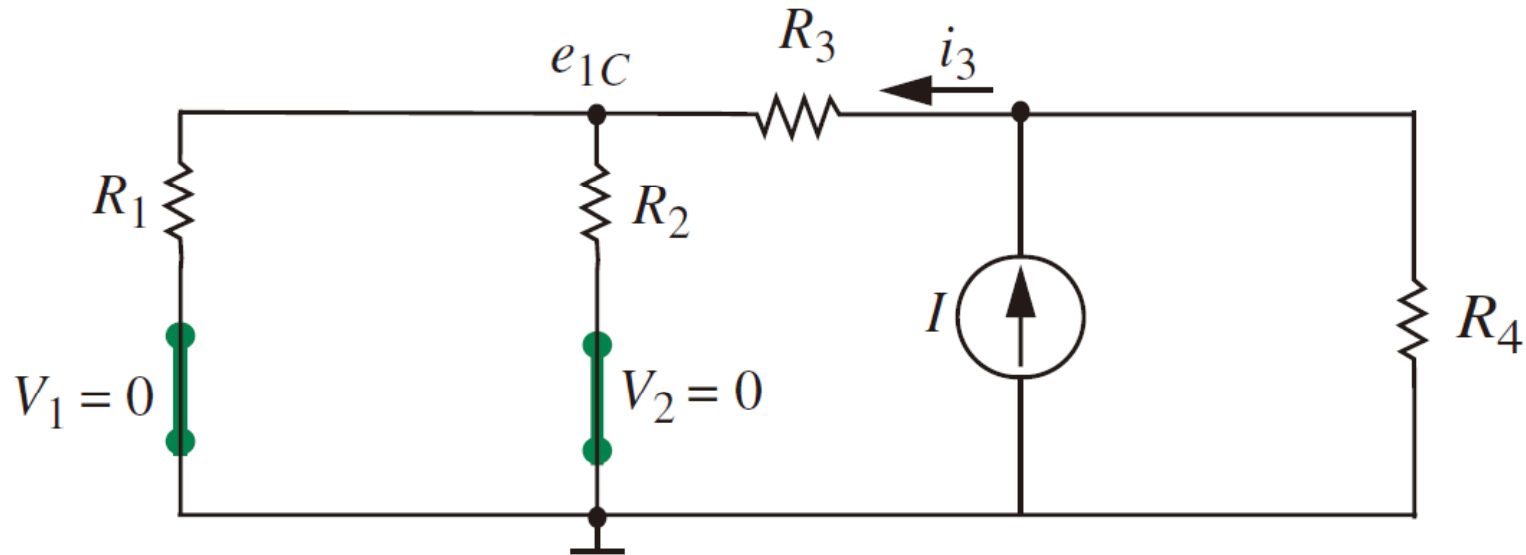 R₃
i₃
e₁C
R₁
R₂
I
R₄
V₁ = 0
V₂ = 0